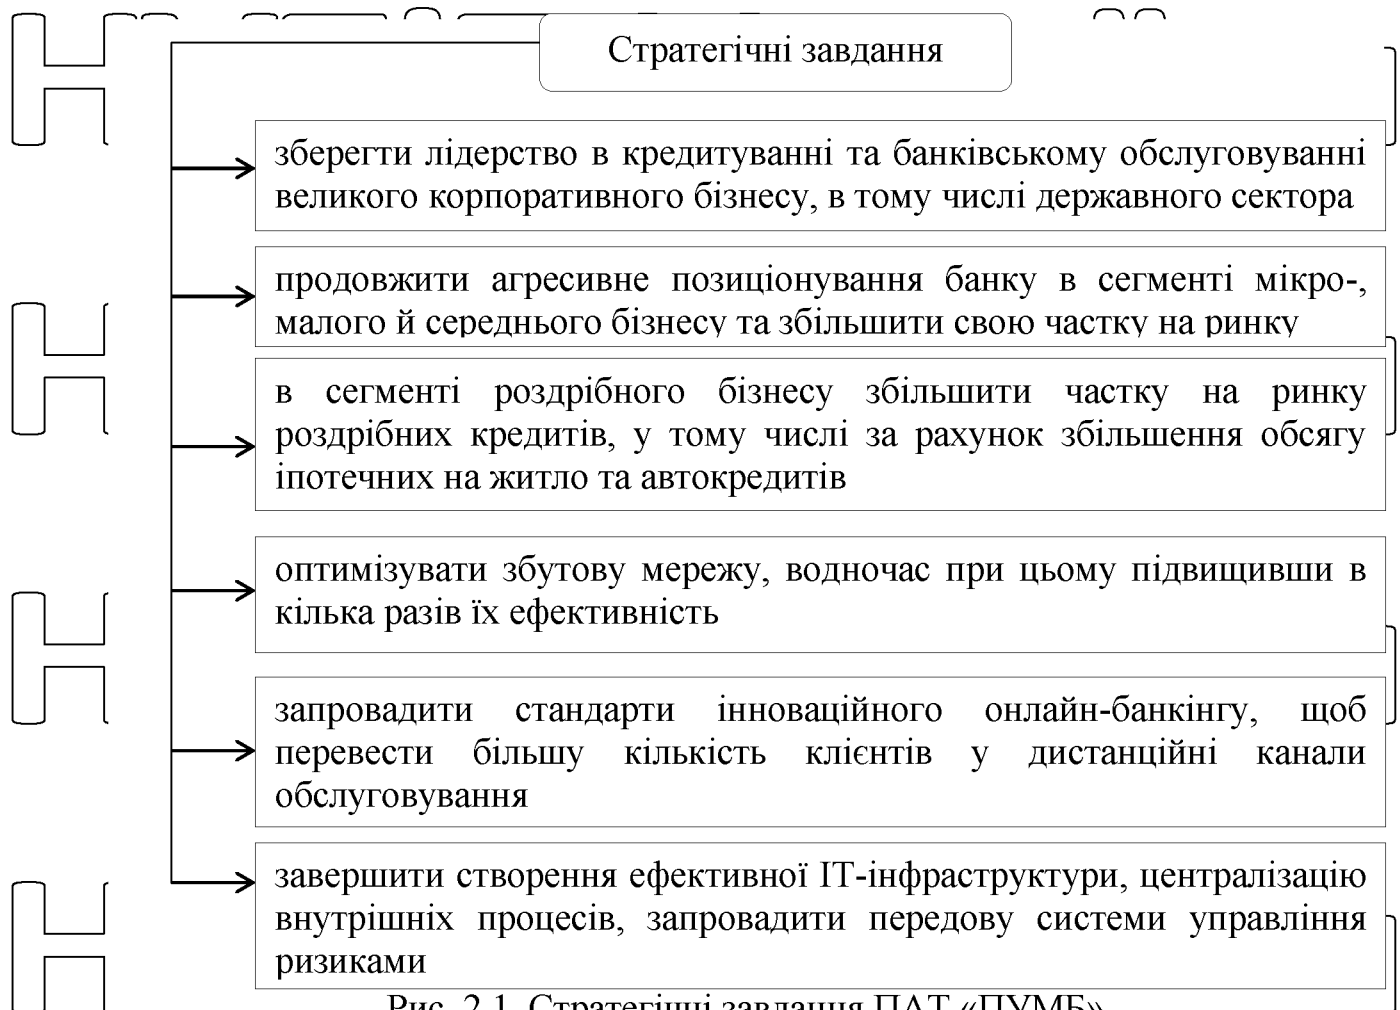 Стратегічні завдання
зберегти лідерство в кредитуванні та банківському обслуговуванні
великого корпоративного бізнесу, в тому числі державного сектора
продовжити агресивне позиціонування банку в сегменті мікро-,
малого й середнього бізнесу та збільшити свою частку на ринку
в сегменті роздрібного бізнесу збільшити частку на ринку
роздрібних кредитів, у тому числі за рахунок збільшення обсягу
іпотечних на житло та автокредитів
оптимізувати збутову мережу, водночас при цьому підвищивши в
кілька разів їх ефективність
запровадити стандарти інноваційного онлайн-банкінгу, щоб
перевести більшу кількість клієнтів у дистанційні канали
обслуговування
завершити створення ефективної ІТ-інфраструктури, централізацію
внутрішніх процесів, запровадити передову системи управління
ризиками
Рис. 2.1. Стратегічні завдання ПАТ «ПУМБ»